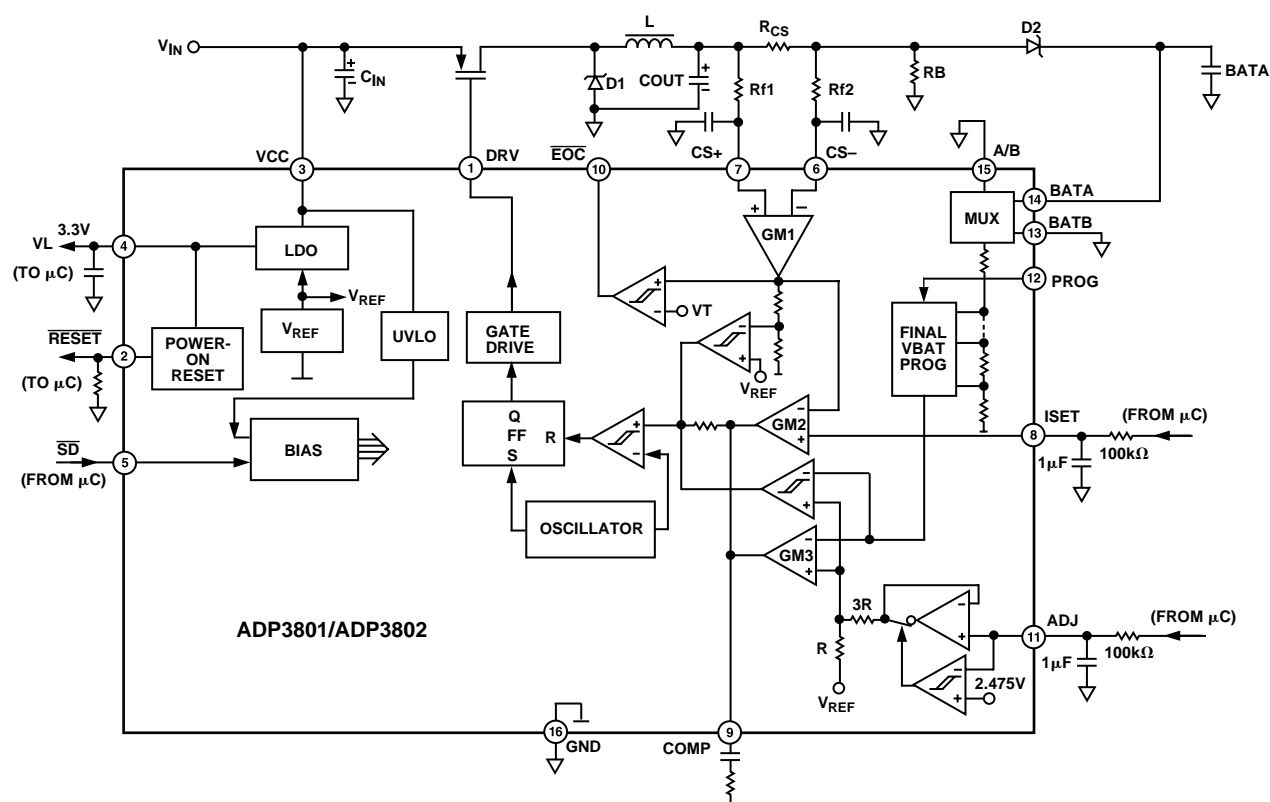 L
R_CS
D2
V_IN
+
−
C_IN
D1
COUT
+
−
Rf1
Rf2
RB
BATA
VCC
DRV
EOC
CS+
CS−
A/B
3
1
10
7
6
15
BATA
14
MUX
BATB
13
+
−
GM1
3.3V
VL
4
LDO
(TO µC)
V_REF
V_REF
UVLO
GATE
DRIVE
+
−
VT
12
PROG
FINAL
VBAT
PROG
RESET
2
POWER-
ON
RESET
(TO µC)
−
+
V_REF
Q
FF
S
R
+
−
GM2
−
+
ISET
8
(FROM µC)
100kΩ
1µF
SD
5
(FROM µC)
BIAS
OSCILLATOR
−
+
GM3
−
+
ADP3801/ADP3802
3R
R
V_REF
−
+
−
+
2.475V
ADJ
11
(FROM µC)
100kΩ
1µF
16
GND
COMP
9